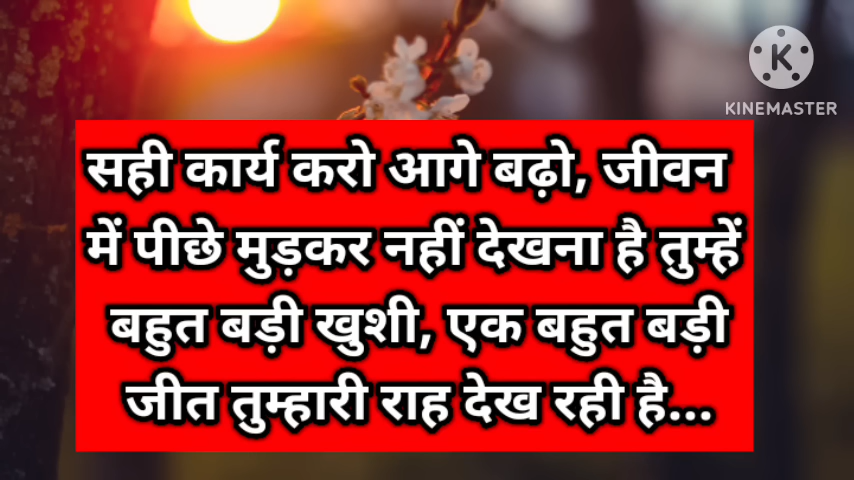 KINEMASTER
सही कार्य करो आगे बढ़ो, जीवन
में पीछे मुड़कर नहीं देखना है तुम्हें
बहुत बड़ी खुशी, एक बहुत बड़ी
जीत तुम्हारी राह देख रही है...